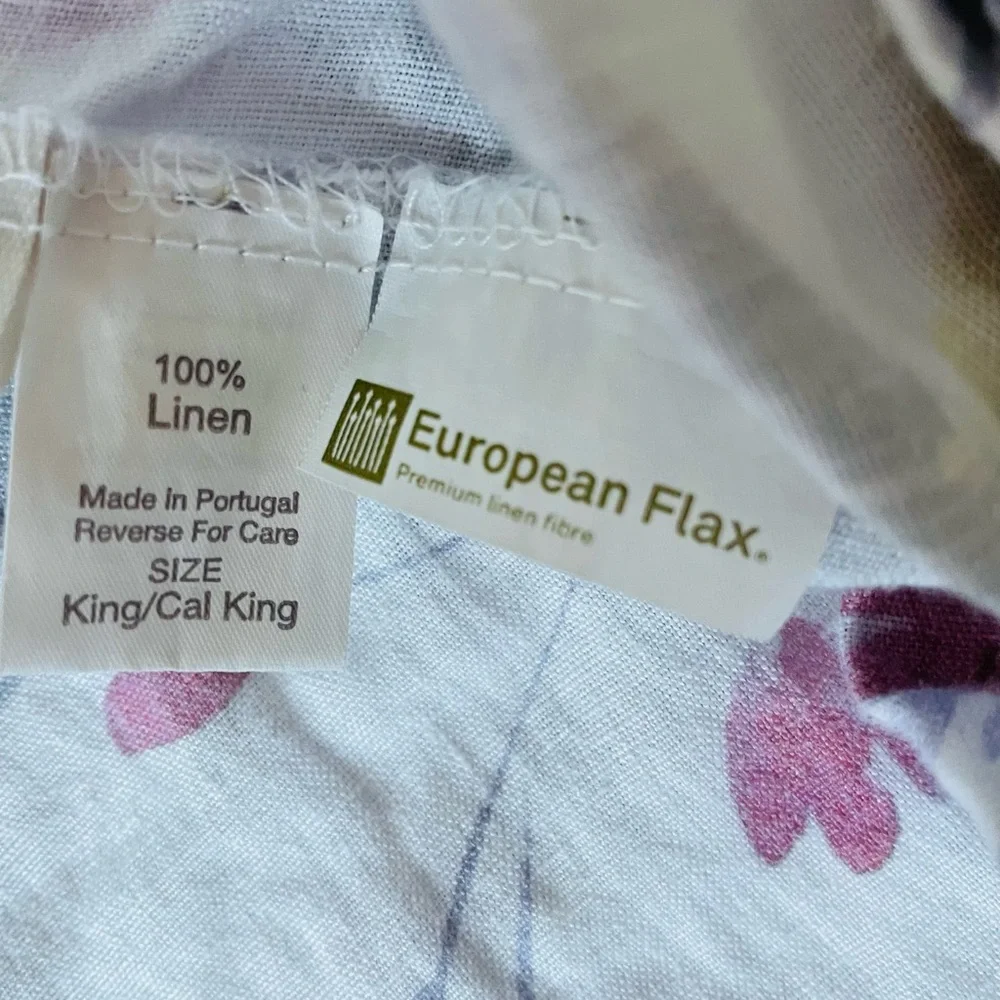 100%
Linen
Made in Portugal
Reverse For Care
SIZE
King/Cal King
European Flax®
Premium linen fibre